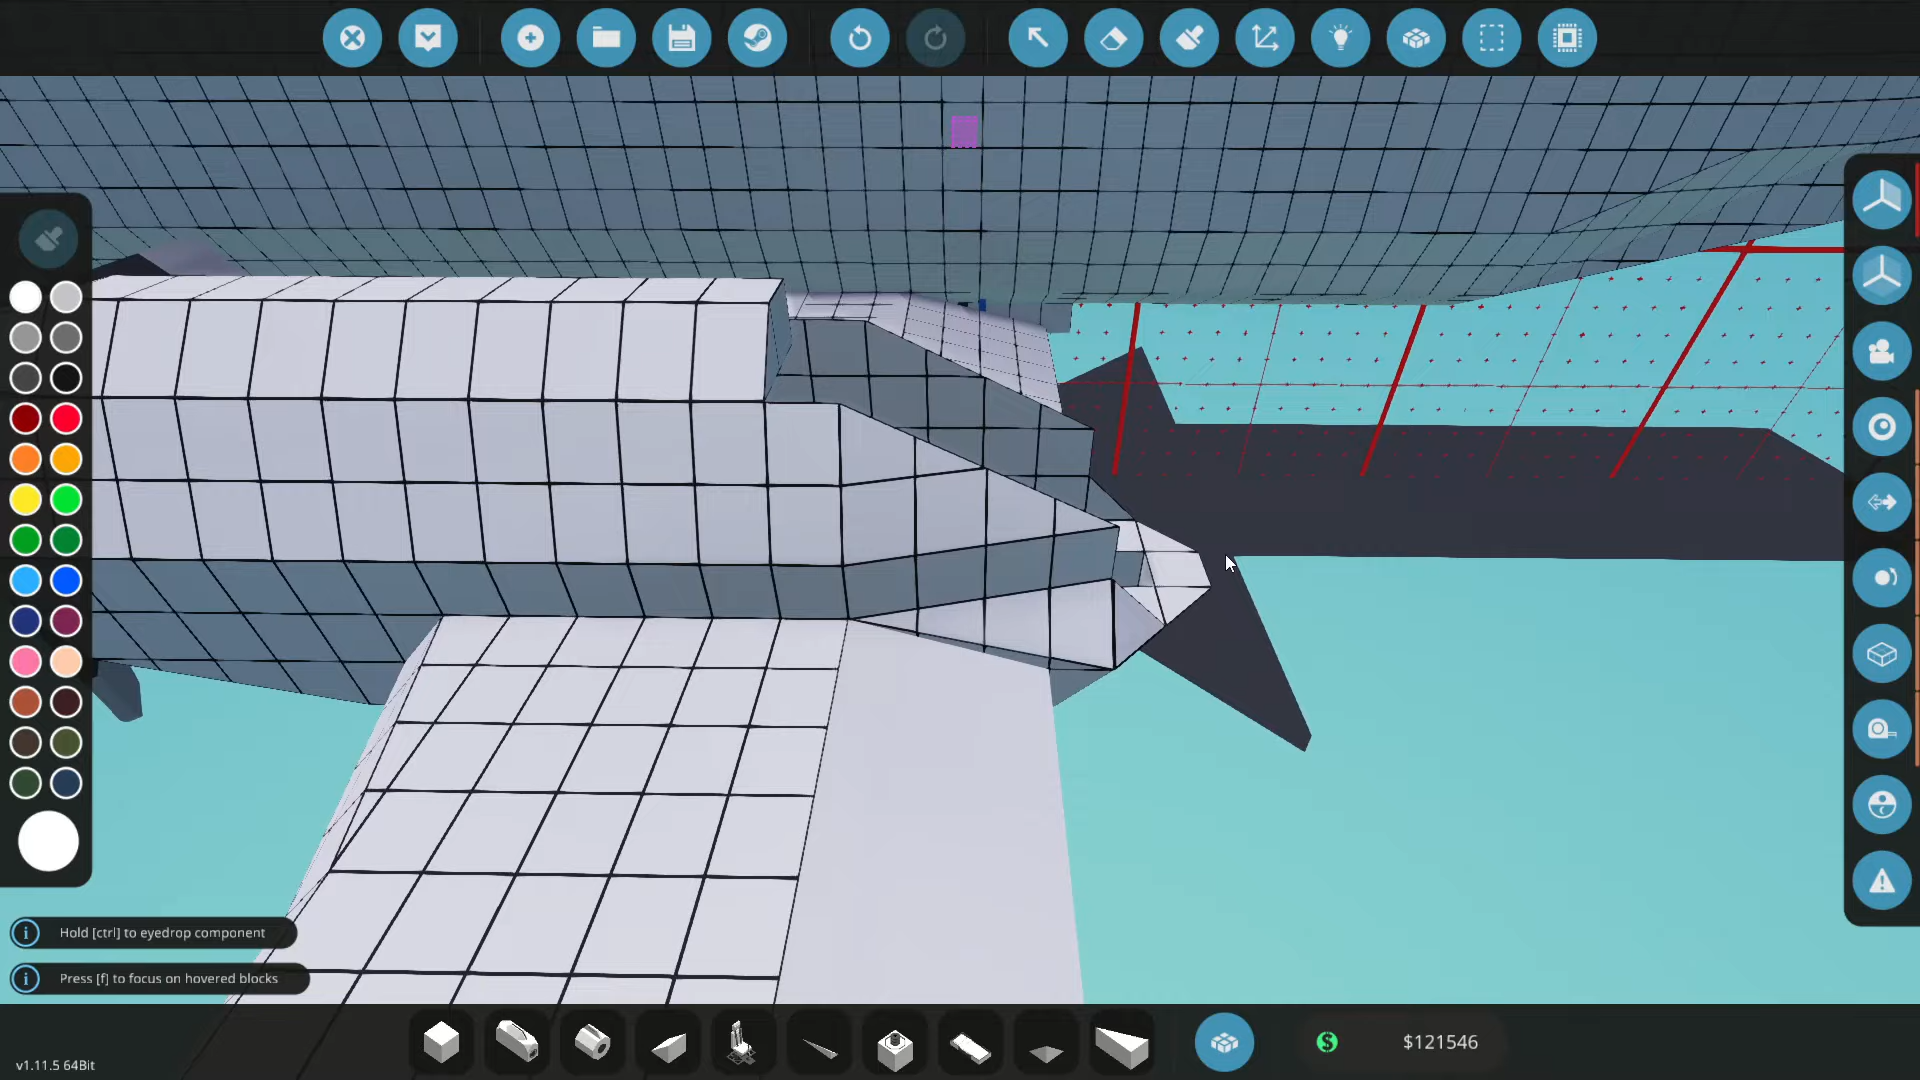 Hold [ctrl] to eyedrop component
Press [f] to focus on hovered blocks
v1.11.5 64Bit
$121546